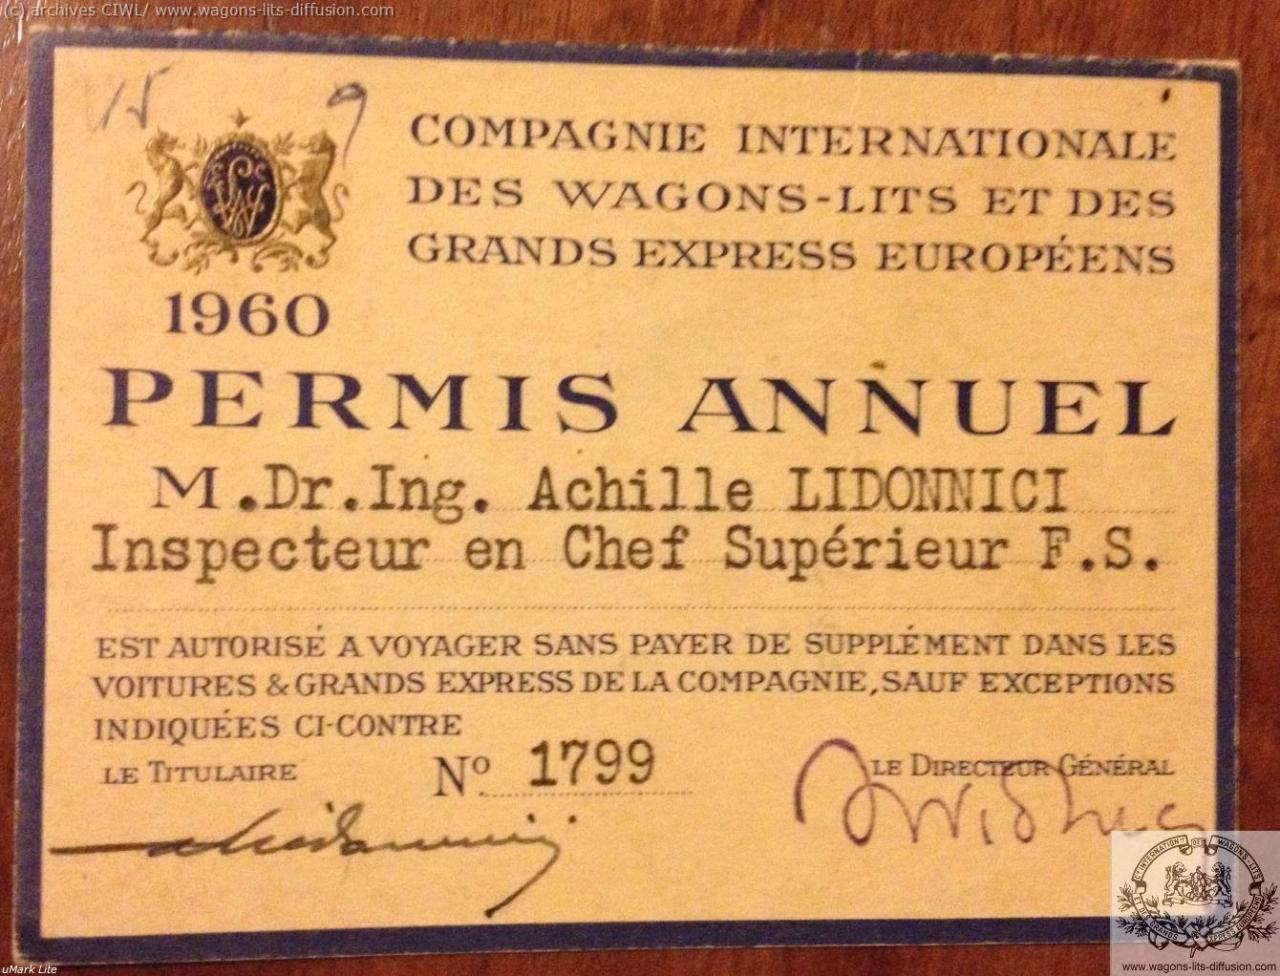 (c) archives CIWL/ www.wagons-lits-diffusion.com
15 9
COMPAGNIE INTERNATIONALE
DES WAGONS-LITS ET DES
GRANDS EXPRESS EUROPÉENS
1960
PERMIS ANNUEL
M.Dr.Ing. Achille LIDONNICI
Inspecteur en Chef Supérieur F.S.
EST AUTORISÉ A VOYAGER SANS PAYER DE SUPPLÉMENT DANS LES
VOITURES & GRANDS EXPRESS DE LA COMPAGNIE, SAUF EXCEPTIONS
INDIQUÉES CI-CONTRE
LE TITULAIRE
Nº 1799
LE DIRECTEUR GÉNÉRAL
www.wagons-lits-diffusion.com
uMark Lite